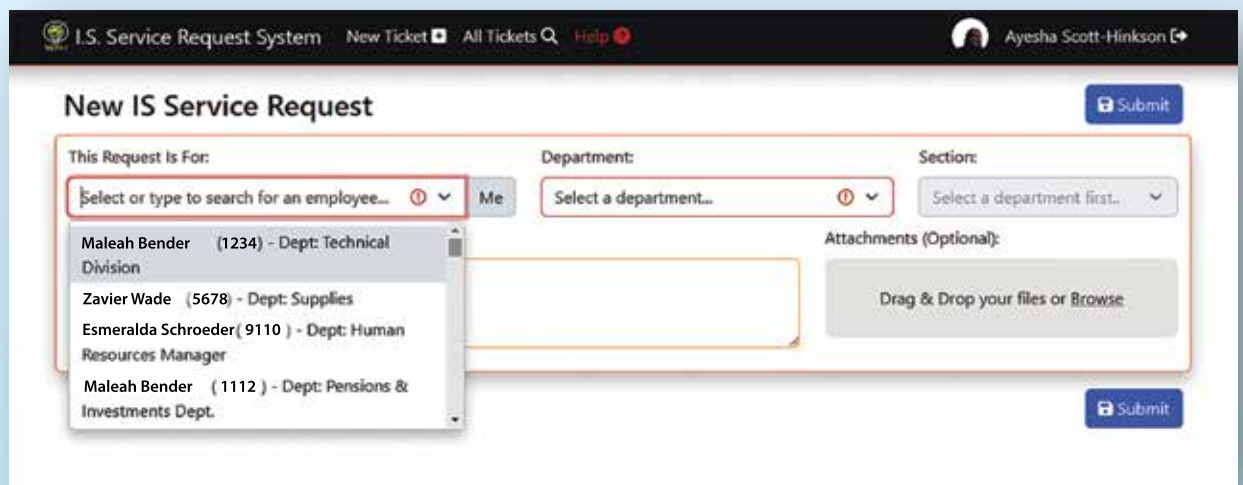 I.S. Service Request System New Ticket All Tickets Help Ayesha Scott-Hinkson
New IS Service Request Submit
This Request Is For: Department: Section:
Select or type to search for an employee... Me Select a department... Select a department first..
Maleah Bender (1234) - Dept: Technical
Division
Attachments (Optional):
Zavier Wade (5678) - Dept: Supplies
Drag & Drop your files or Browse
Esmeralda Schroeder( 9110 ) - Dept: Human
Resources Manager
Maleah Bender ( 1112 ) - Dept: Pensions &
Investments Dept.
Submit